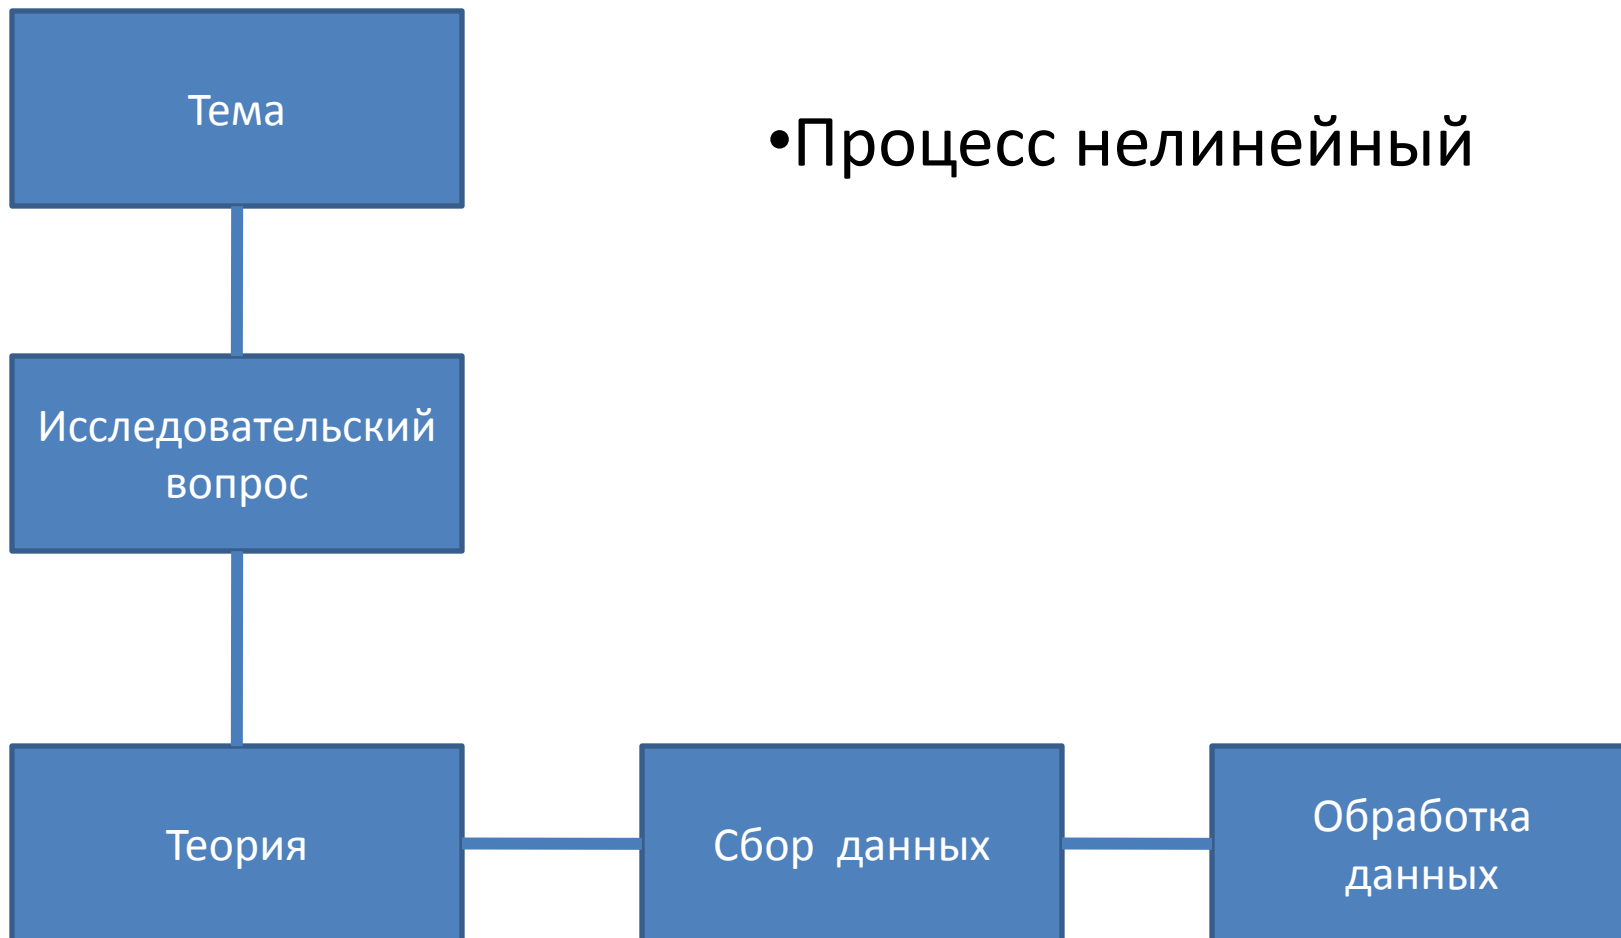 Тема
•Процесс нелинейный
Исследовательский
вопрос
Теория
Сбор данных
Обработка
данных